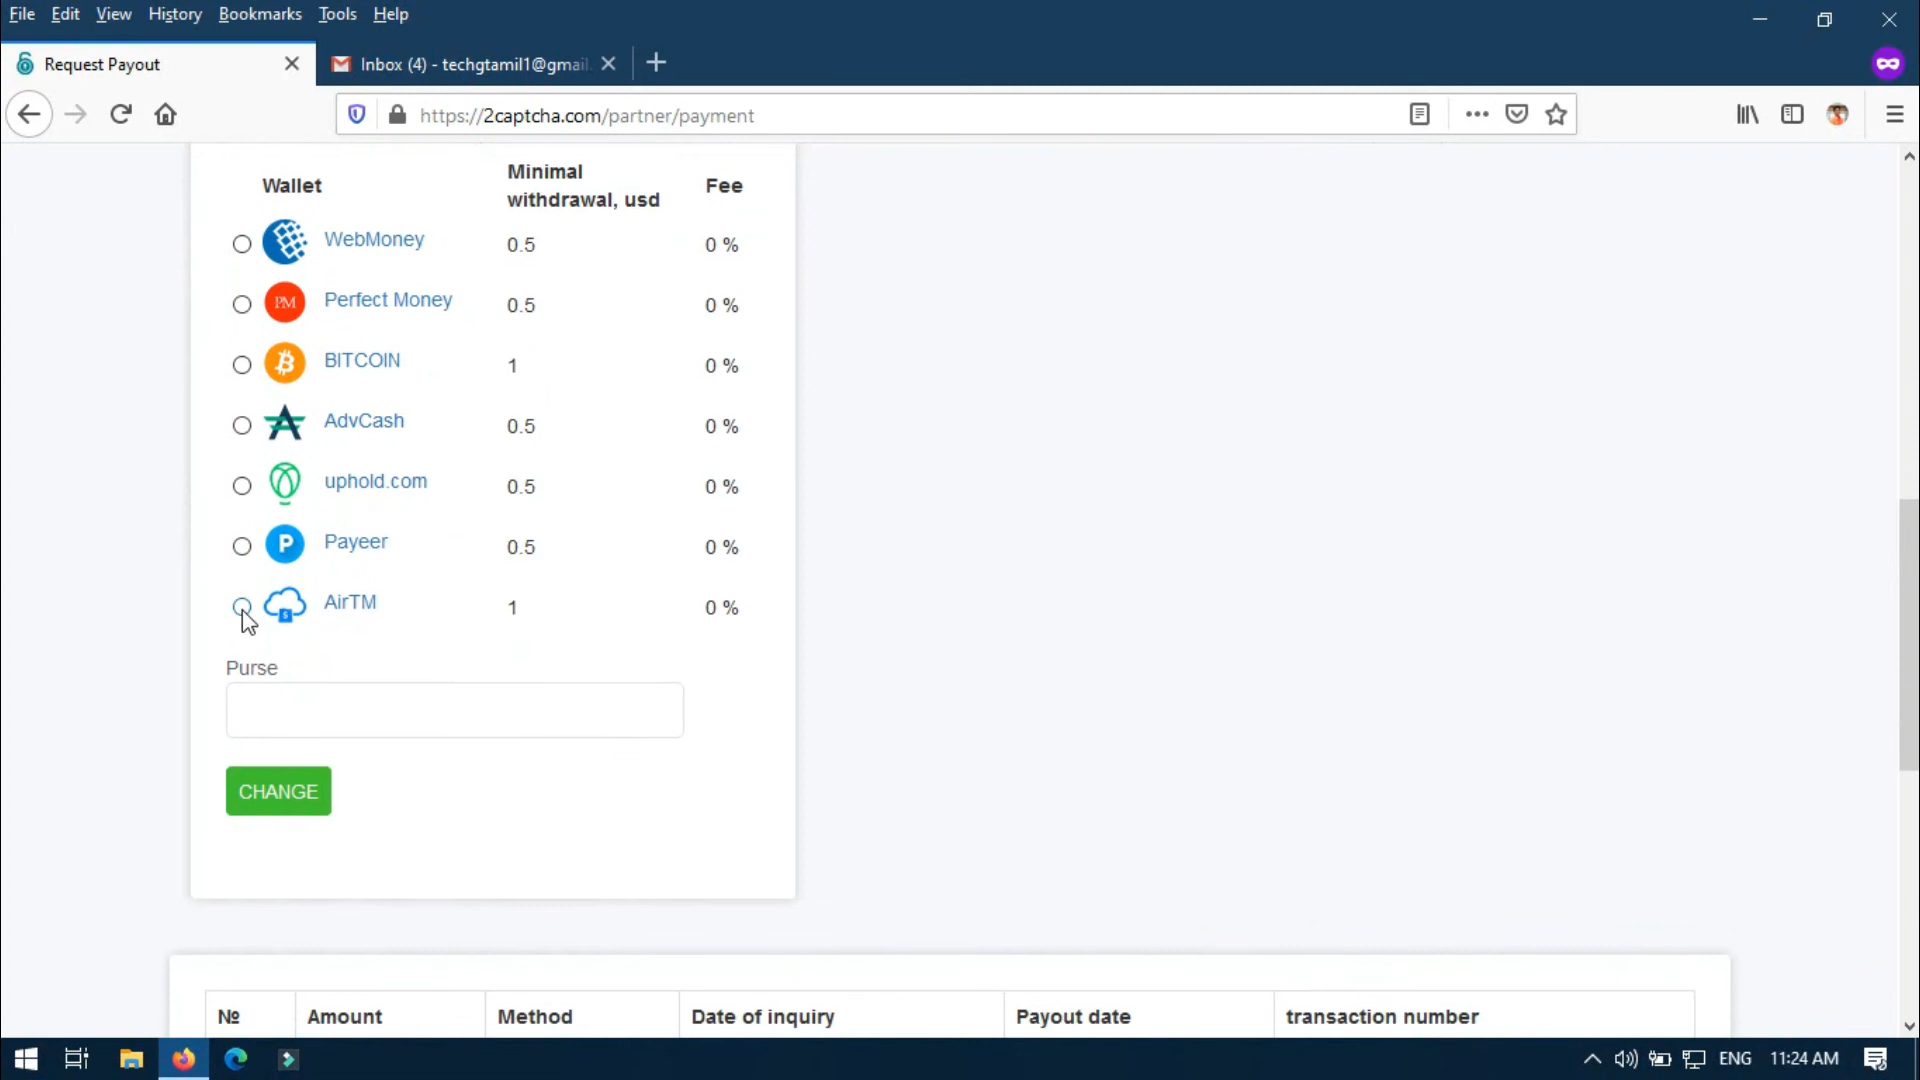 File Edit View History Bookmarks Tools Help
Request Payout
Inbox (4) - techgtamil1@gmail.
https://2captcha.com/partner/payment
Wallet Minimal withdrawal, usd Fee
WebMoney 0.5 0 %
PM Perfect Money 0.5 0 %
BITCOIN 1 0 %
AdvCash 0.5 0 %
uphold.com 0.5 0 %
P Payeer 0.5 0 %
$ AirTM 1 0 %
Purse
CHANGE
№ Amount Method Date of inquiry Payout date transaction number
ENG 11:24 AM